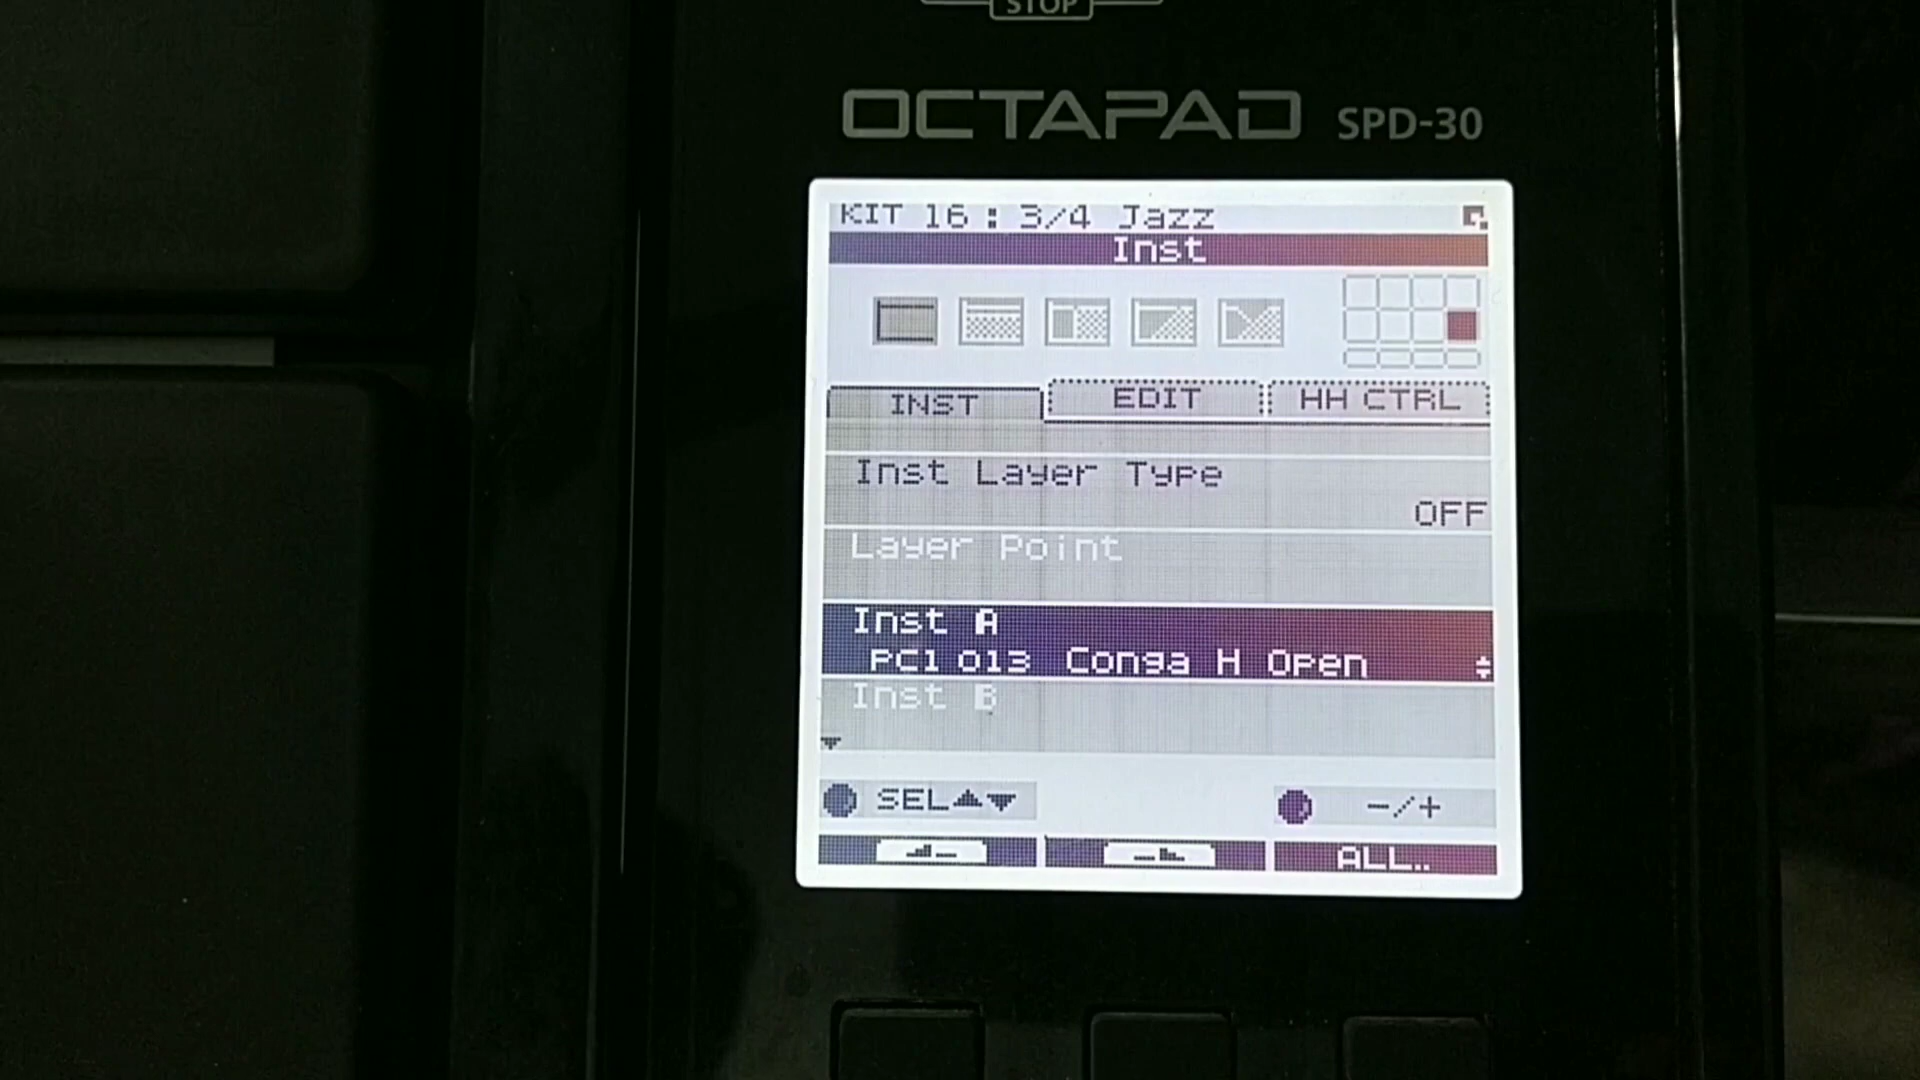 STOP
OCTAPAD SPD-30
KIT 16 : 3/4 Jazz
Inst
INST EDIT HH CTRL
Inst Layer Type
OFF
Layer Point
Inst A
PC1 013 Conga H Open
Inst B
SEL▲▼ -/+
ALL..